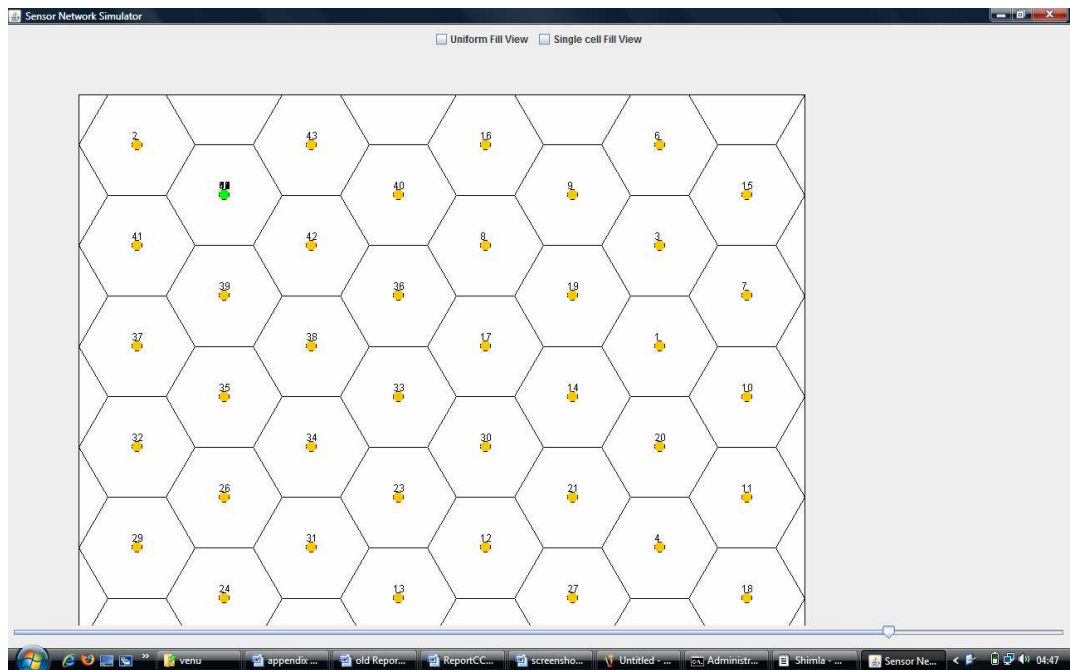 Sensor Network Simulator
Uniform Fill View Single cell Fill View
2 43 16 6
40 9 15
41 42 8 3
39 36 19 7
37 38 17 1
35 33 14 10
32 34 30 20
26 23 21 11
29 31 12 4
24 13 27 18
venu appendix ... old Repor... ReportCC... screensho... Untitled - ... Administr... Shimla - ... Sensor Ne... 04:47